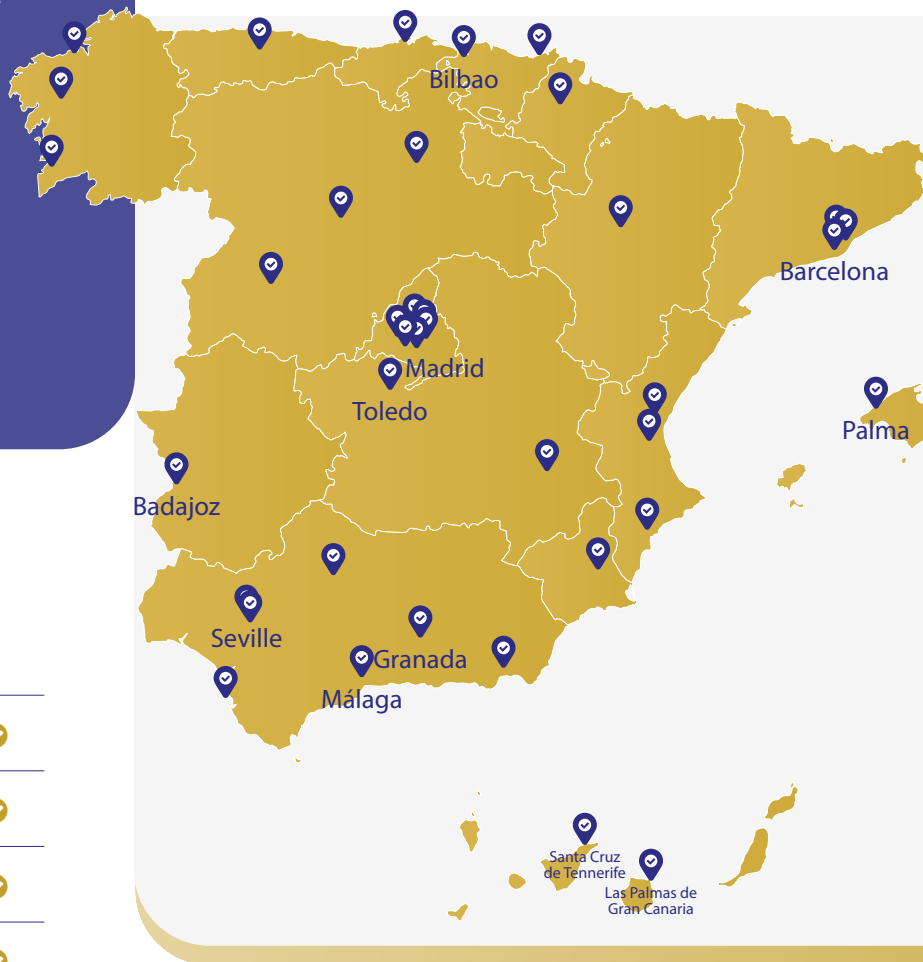 Bilbao
Barcelona
Madrid
Toledo
Palma
Badajoz
Seville
Granada
Málaga
Santa Cruz
de Tennerife
Las Palmas de
Gran Canaria